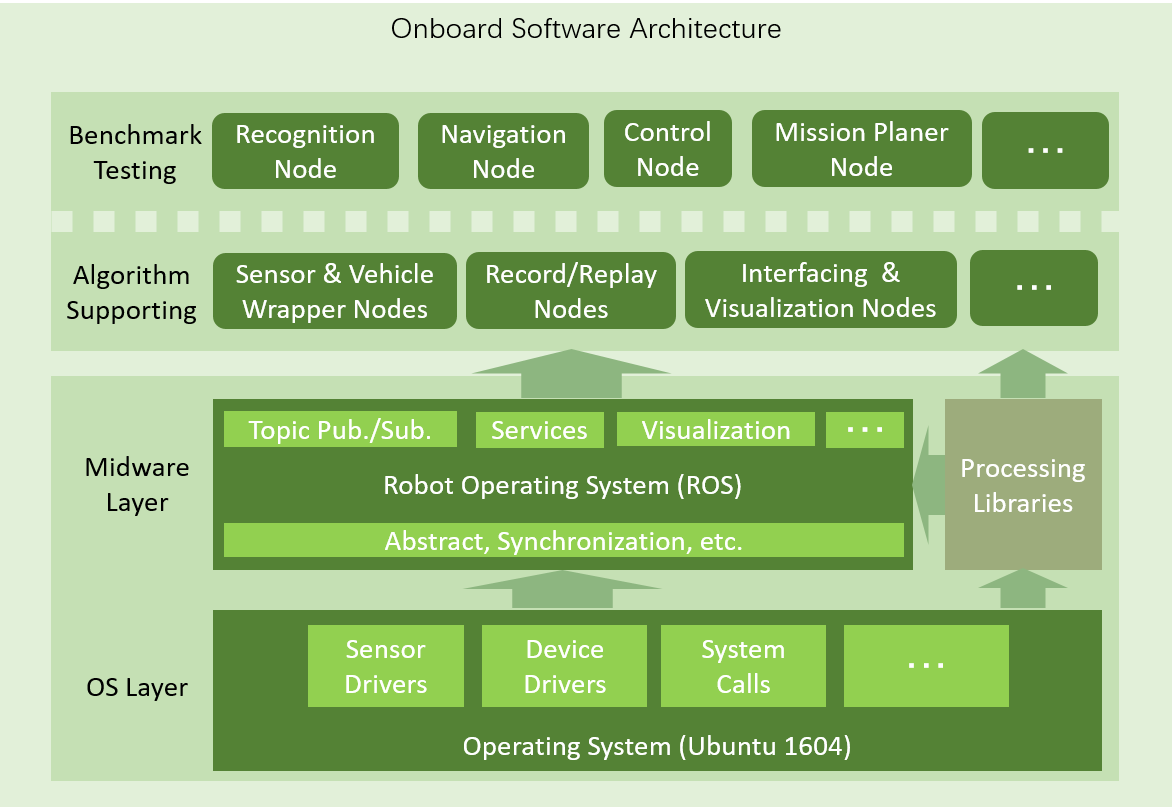 Onboard Software Architecture
Benchmark
Testing
Recognition
Node
Navigation
Node
Control
Node
Mission Planer
Node
...
Algorithm
Supporting
Sensor & Vehicle
Wrapper Nodes
Record/Replay
Nodes
Interfacing &
Visualization Nodes
...
Midware
Layer
Topic Pub./Sub.
Services
Visualization
...
Robot Operating System (ROS)
Abstract, Synchronization, etc.
Processing
Libraries
OS Layer
Sensor
Drivers
Device
Drivers
System
Calls
...
Operating System (Ubuntu 1604)